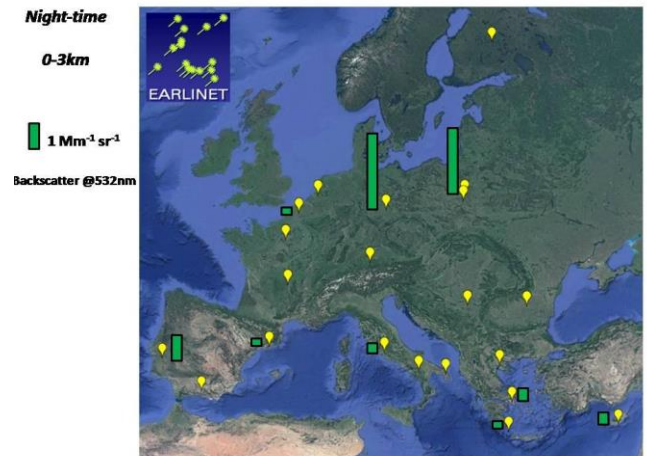 Night-time
0-3km
EARLINET
1 Mm⁻¹ sr⁻¹
Backscatter @532nm